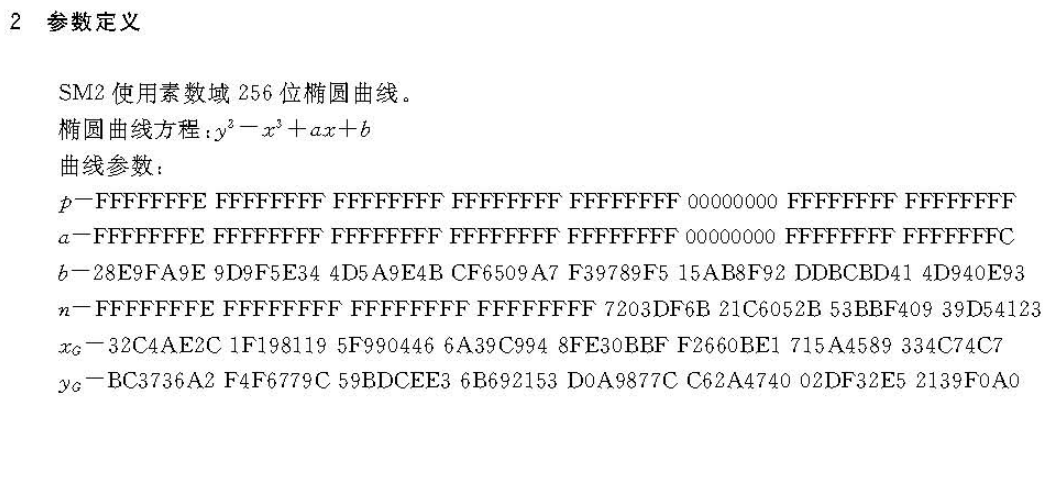 2 参数定义
SM2 使用素数域 256 位椭圆曲线。
椭圆曲线方程:y²—x³+ax+b
曲线参数:
p—FFFFFFFE FFFFFFFF FFFFFFFF FFFFFFFF FFFFFFFF 00000000 FFFFFFFF FFFFFFFF
a—FFFFFFFE FFFFFFFF FFFFFFFF FFFFFFFF FFFFFFFF 00000000 FFFFFFFF FFFFFFFC
b—28E9FA9E 9D9F5E34 4D5A9E4B CF6509A7 F39789F5 15AB8F92 DDBCBD41 4D940E93
n—FFFFFFFE FFFFFFFF FFFFFFFF FFFFFFFF 7203DF6B 21C6052B 53BBF409 39D54123
x_G—32C4AE2C 1F198119 5F990446 6A39C994 8FE30BBF F2660BE1 715A4589 334C74C7
y_G—BC3736A2 F4F6779C 59BDCEE3 6B692153 D0A9877C C62A4740 02DF32E5 2139F0A0